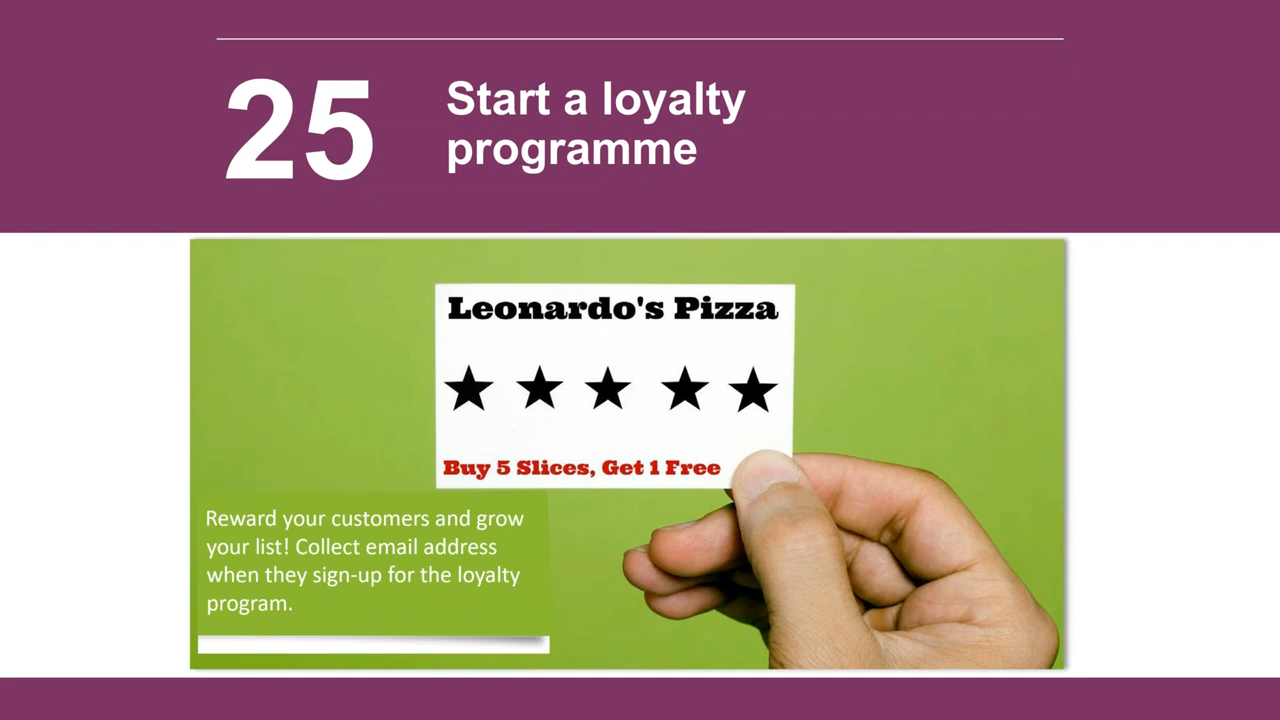 25
Start a loyalty
programme
Leonardo's Pizza
Buy 5 Slices, Get 1 Free
Reward your customers and grow
your list! Collect email address
when they sign-up for the loyalty
program.